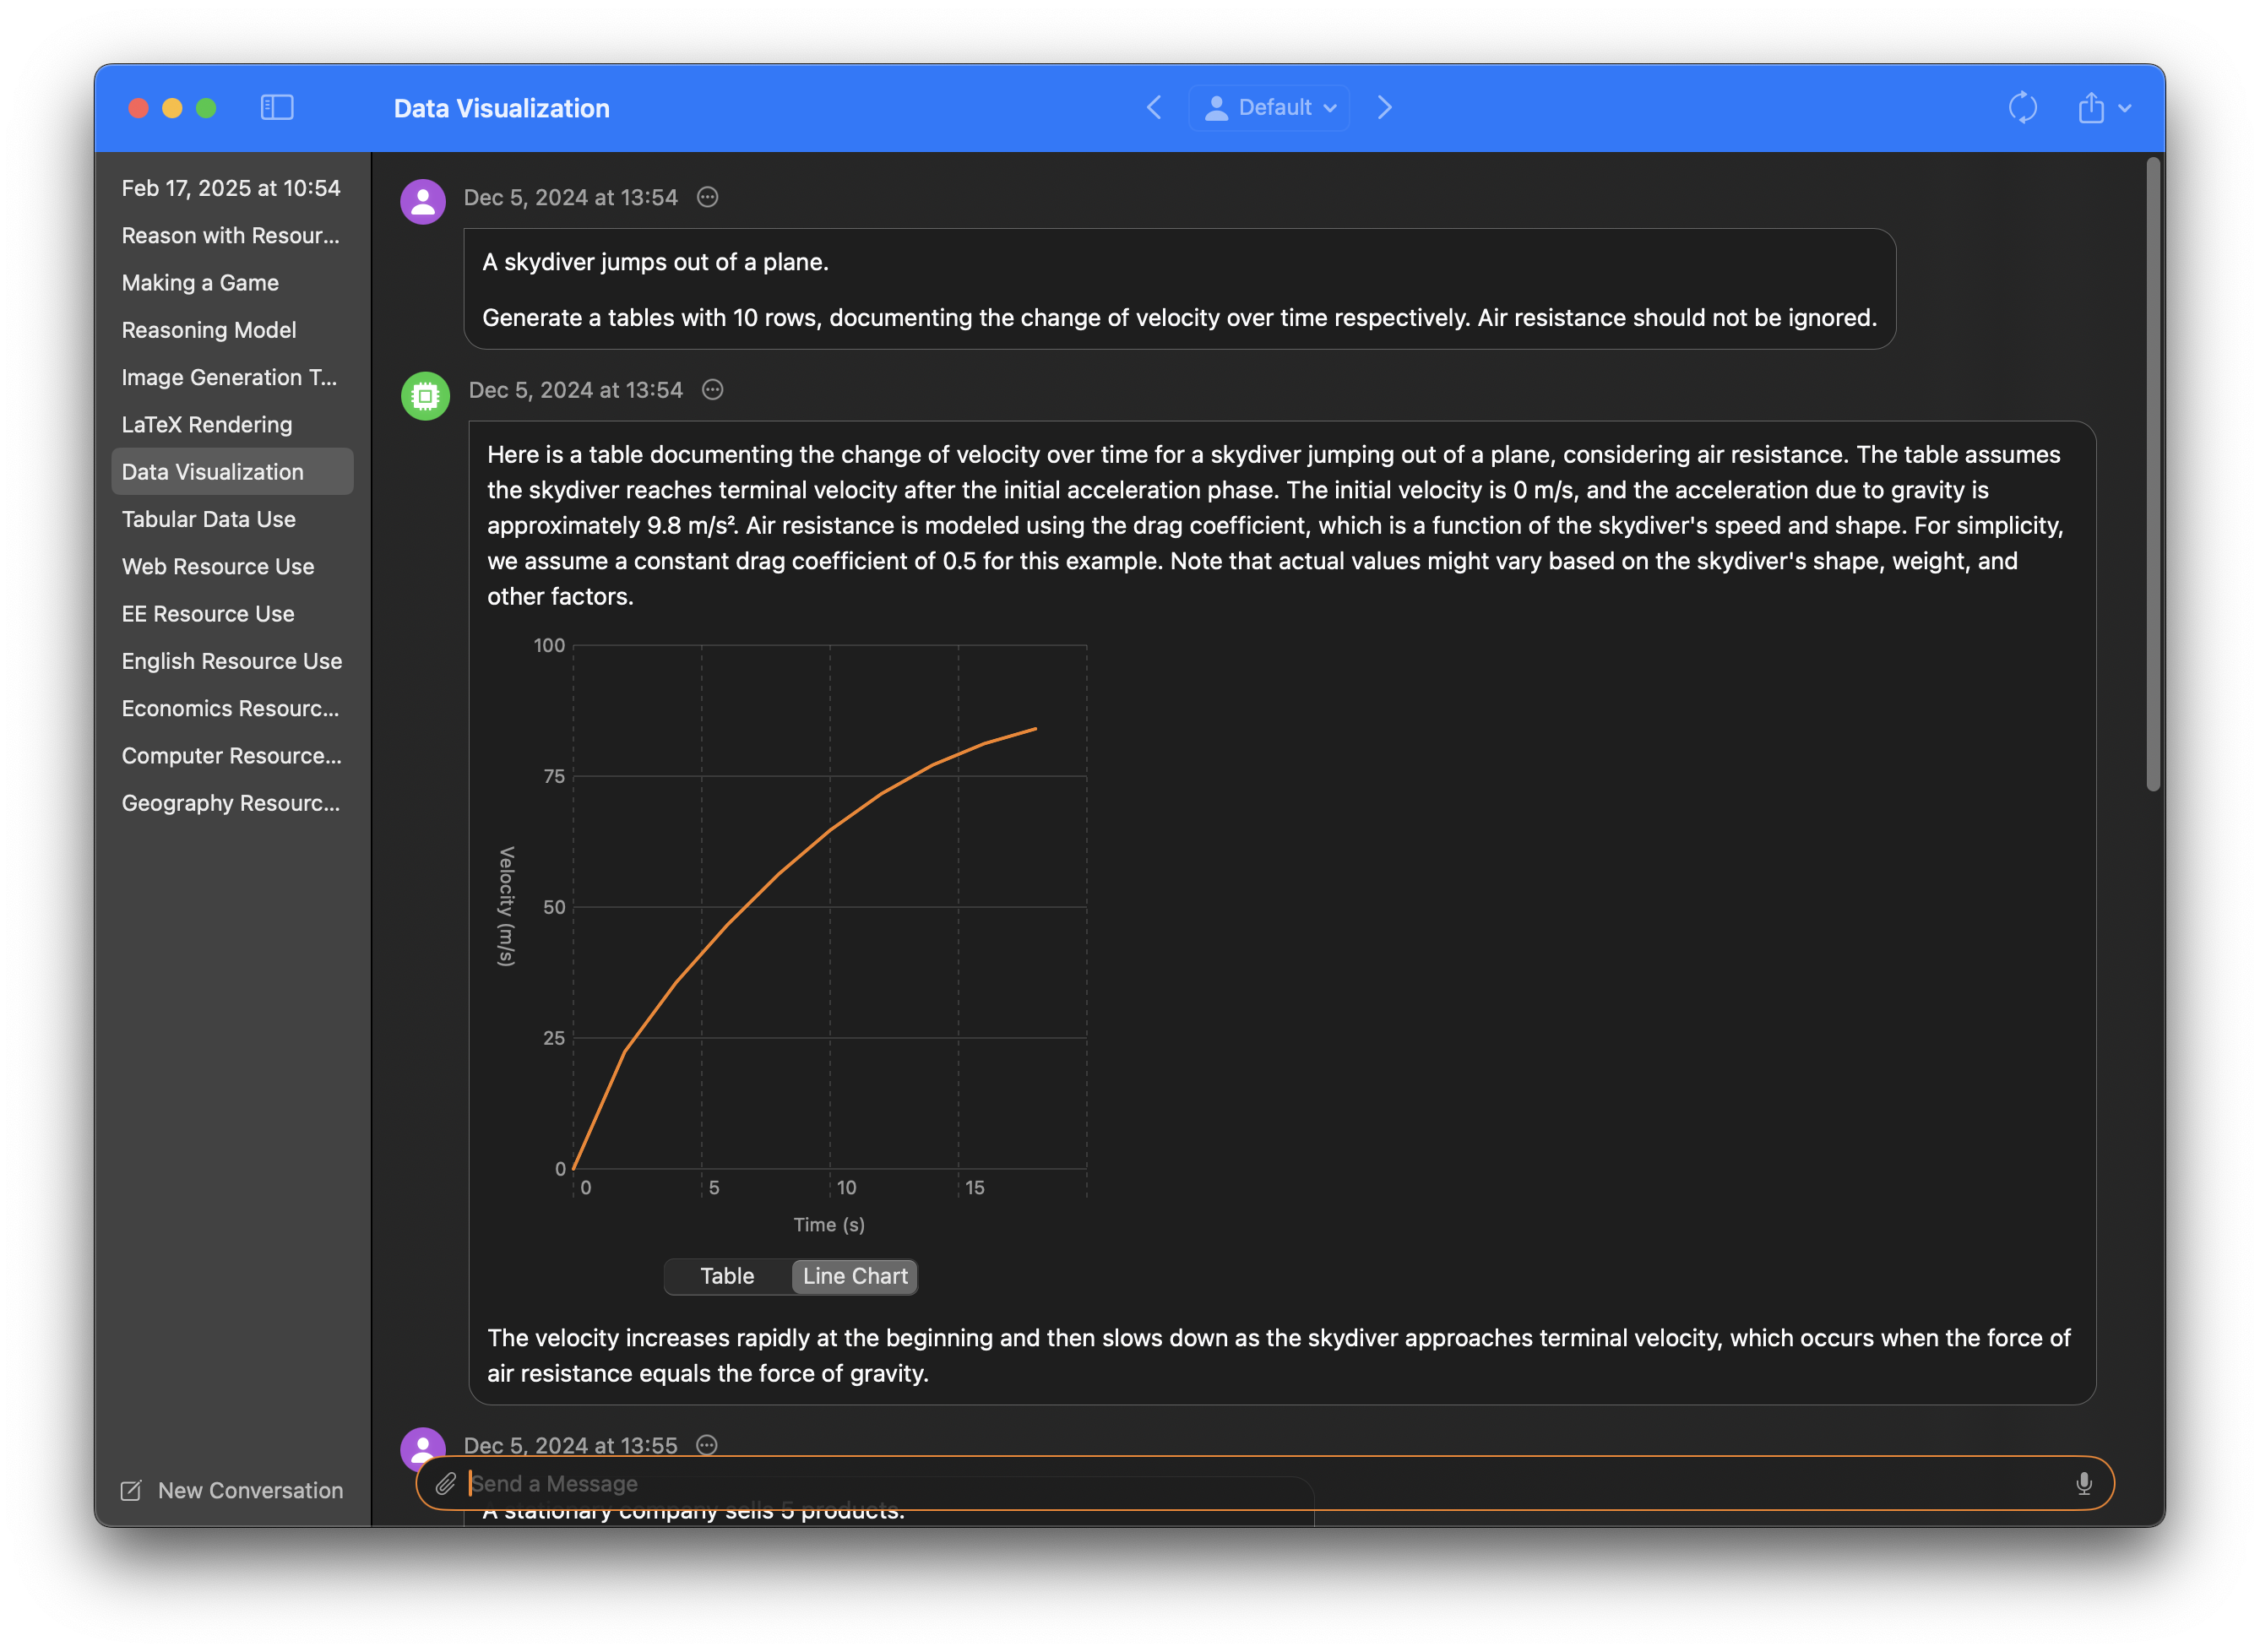 Data Visualization
Default
Feb 17, 2025 at 10:54
Reason with Resour...
Making a Game
Reasoning Model
Image Generation T...
LaTeX Rendering
Data Visualization
Tabular Data Use
Web Resource Use
EE Resource Use
English Resource Use
Economics Resourc...
Computer Resource...
Geography Resourc...
New Conversation
Dec 5, 2024 at 13:54
A skydiver jumps out of a plane.
Generate a tables with 10 rows, documenting the change of velocity over time respectively. Air resistance should not be ignored.
Dec 5, 2024 at 13:54
Here is a table documenting the change of velocity over time for a skydiver jumping out of a plane, considering air resistance. The table assumes
the skydiver reaches terminal velocity after the initial acceleration phase. The initial velocity is 0 m/s, and the acceleration due to gravity is
approximately 9.8 m/s². Air resistance is modeled using the drag coefficient, which is a function of the skydiver's speed and shape. For simplicity,
we assume a constant drag coefficient of 0.5 for this example. Note that actual values might vary based on the skydiver's shape, weight, and
other factors.
100
75
50
25
0
Velocity (m/s)
0 5 10 15
Time (s)
Table Line Chart
The velocity increases rapidly at the beginning and then slows down as the skydiver approaches terminal velocity, which occurs when the force of
air resistance equals the force of gravity.
Dec 5, 2024 at 13:55
Send a Message
A stationary company sells 5 products.